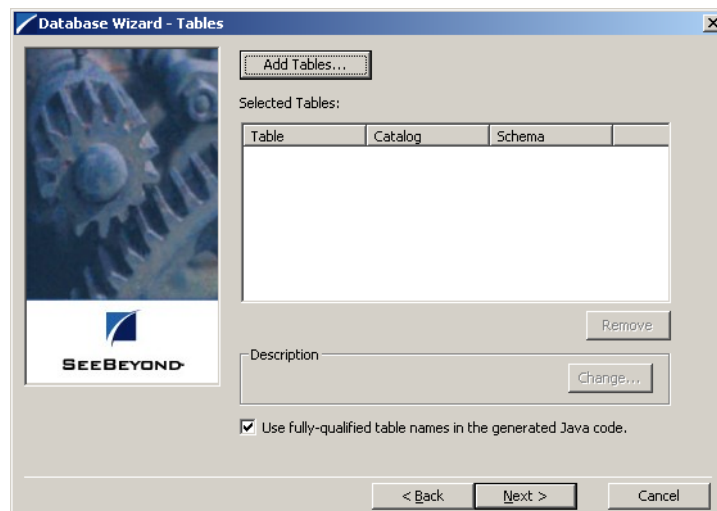 Database Wizard - Tables
Add Tables...
Selected Tables:
Table Catalog Schema
Remove
SEEBEYOND
Description
Change...
Use fully-qualified table names in the generated Java code.
< Back Next > Cancel